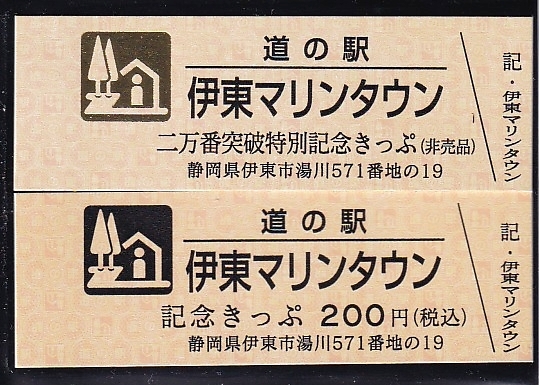 道の駅
伊東マリンタウン
二万番突破特別記念きっぷ(非売品)
静岡県伊東市湯川571番地の19
記・伊東マリンタウン
道の駅
伊東マリンタウン
記念きっぷ 200円(税込)
静岡県伊東市湯川571番地の19
記・伊東マリンタウン